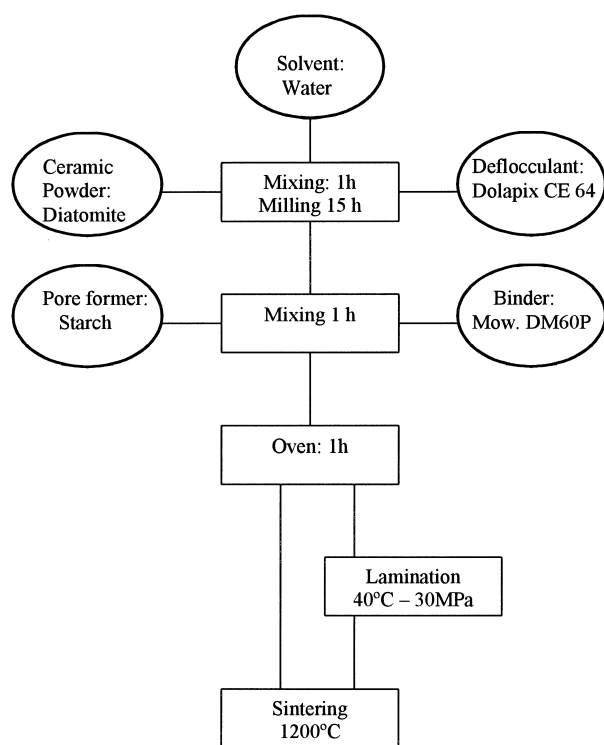 Solvent:
Water
Ceramic
Powder:
Diatomite
Mixing: 1h
Milling 15 h
Deflocculant:
Dolapix CE 64
Pore former:
Starch
Mixing 1 h
Binder:
Mow. DM60P
Oven: 1h
Lamination
40°C – 30MPa
Sintering
1200°C